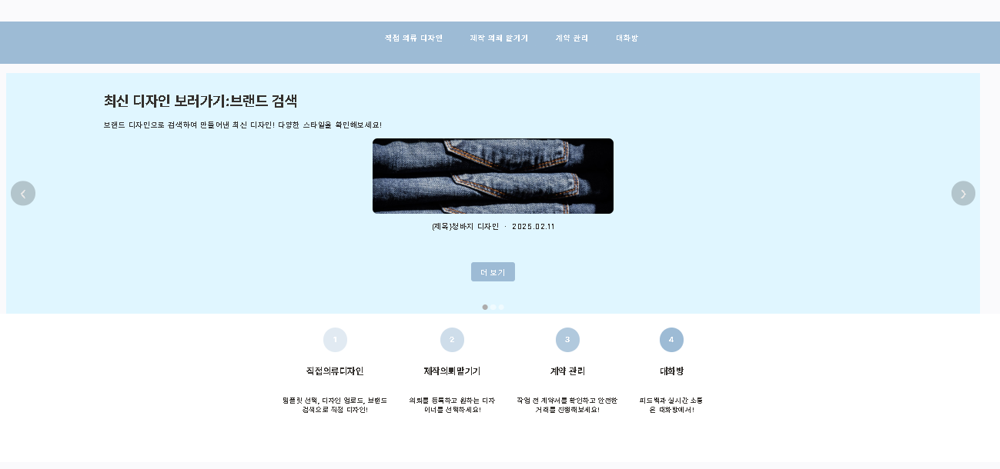 직접 의류 디자인 제작 의뢰 맡기기 계약 관리 대화방
최신 디자인 보러가기:브랜드 검색
브랜드 디자인으로 검색하여 만들어낸 최신 디자인! 다양한 스타일을 확인해보세요!
‹ ›
(제목)청바지 디자인 · 2025.02.11
더 보기
1 2 3 4
직접의류디자인 제작의뢰맡기기 계약 관리 대화방
템플릿 선택, 디자인 업로드, 브랜드
검색으로 직접 디자인!
의뢰를 등록하고 원하는 디자
이너를 선택하세요!
작업 전 계약서를 확인하고 안전한
거래를 진행해보세요!
피드백과 실시간 소통
은 대화방에서!